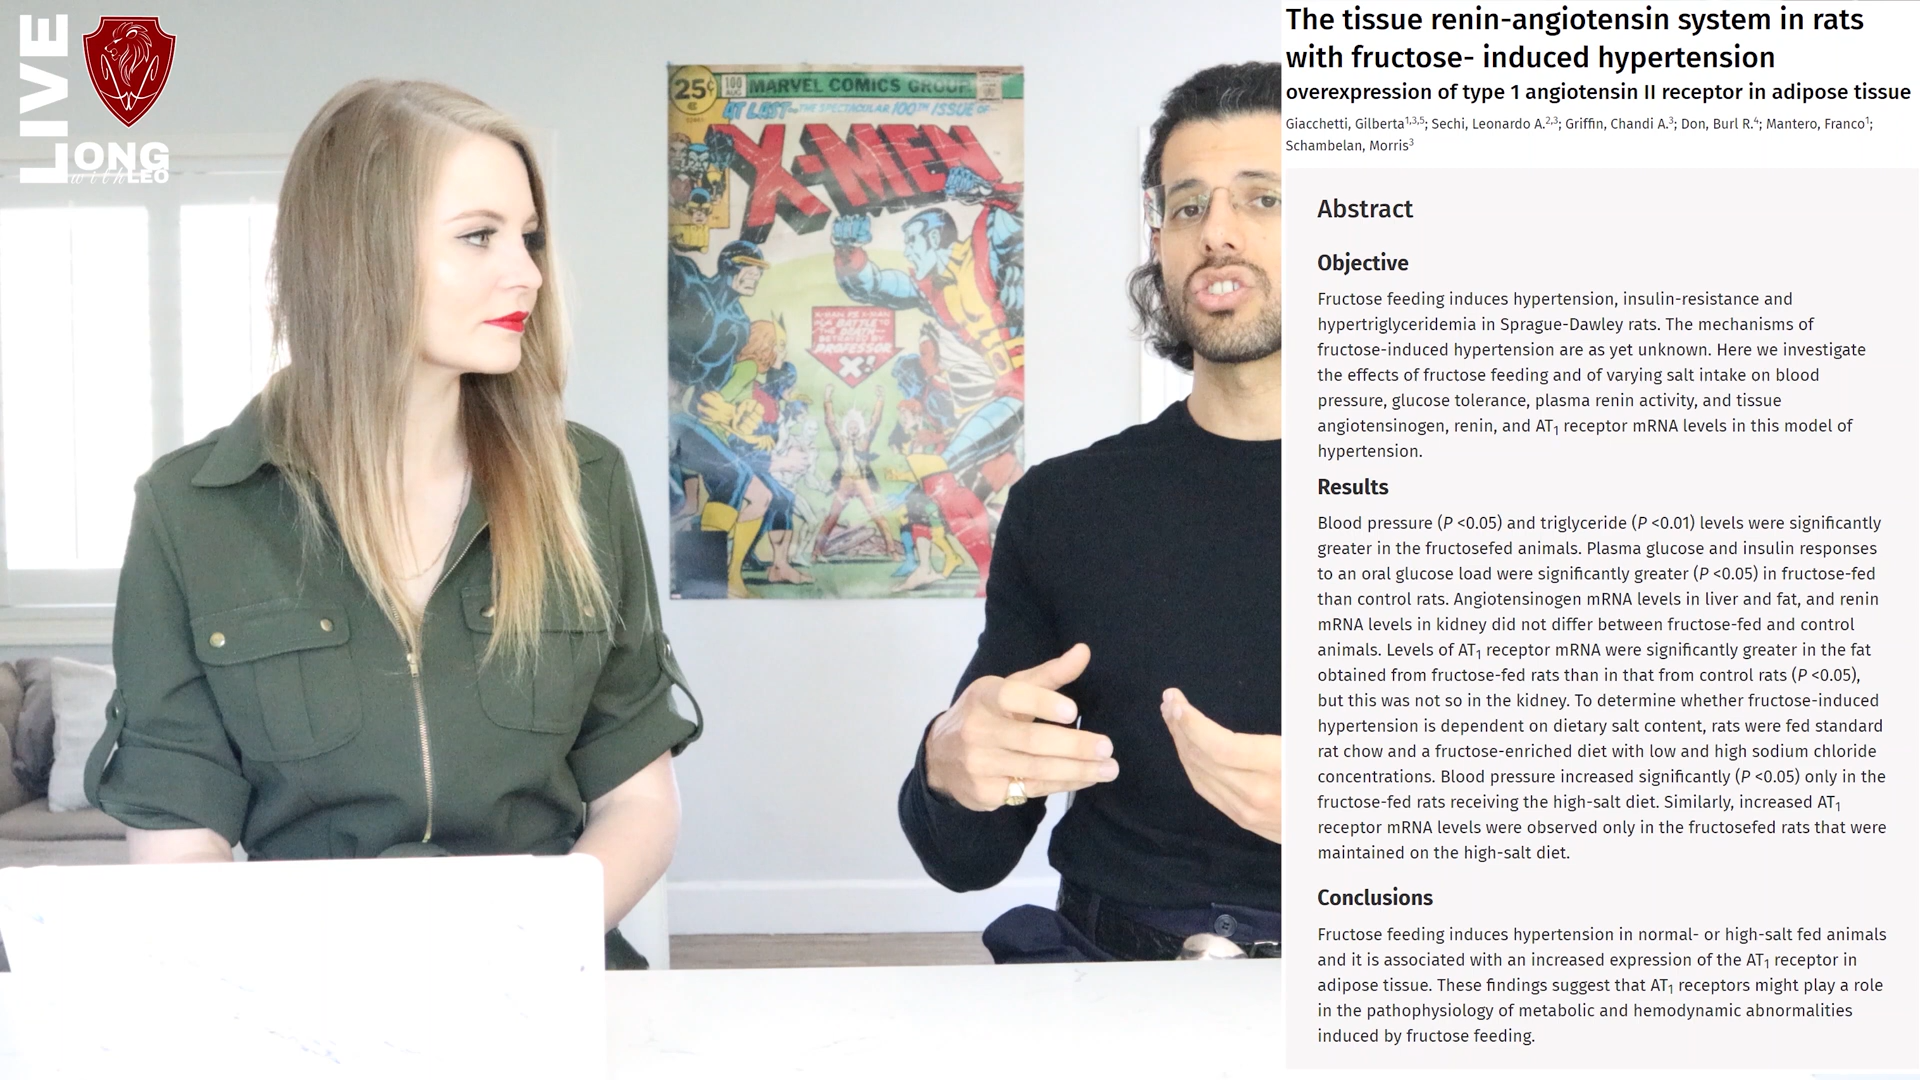 LIVE
LONG
with LEO
25¢
100
AUG
MARVEL COMICS GROUP
AT LAST--THE SPECTACULAR 100TH ISSUE OF--
X-MEN
X-MAN VS. X-MAN
IN A BATTLE TO
THE DEATH--
BETRAYED BY
PROFESSOR
X!
The tissue renin-angiotensin system in rats
with fructose- induced hypertension
overexpression of type 1 angiotensin II receptor in adipose tissue
Giacchetti, Gilberta1,3,5; Sechi, Leonardo A.2,3; Griffin, Chandi A.3; Don, Burl R.4; Mantero, Franco1;
Schambelan, Morris3
Abstract
Objective
Fructose feeding induces hypertension, insulin-resistance and
hypertriglyceridemia in Sprague-Dawley rats. The mechanisms of
fructose-induced hypertension are as yet unknown. Here we investigate
the effects of fructose feeding and of varying salt intake on blood
pressure, glucose tolerance, plasma renin activity, and tissue
angiotensinogen, renin, and AT1 receptor mRNA levels in this model of
hypertension.
Results
Blood pressure (P <0.05) and triglyceride (P <0.01) levels were significantly
greater in the fructosefed animals. Plasma glucose and insulin responses
to an oral glucose load were significantly greater (P <0.05) in fructose-fed
than control rats. Angiotensinogen mRNA levels in liver and fat, and renin
mRNA levels in kidney did not differ between fructose-fed and control
animals. Levels of AT1 receptor mRNA were significantly greater in the fat
obtained from fructose-fed rats than in that from control rats (P <0.05),
but this was not so in the kidney. To determine whether fructose-induced
hypertension is dependent on dietary salt content, rats were fed standard
rat chow and a fructose-enriched diet with low and high sodium chloride
concentrations. Blood pressure increased significantly (P <0.05) only in the
fructose-fed rats receiving the high-salt diet. Similarly, increased AT1
receptor mRNA levels were observed only in the fructosefed rats that were
maintained on the high-salt diet.
Conclusions
Fructose feeding induces hypertension in normal- or high-salt fed animals
and it is associated with an increased expression of the AT1 receptor in
adipose tissue. These findings suggest that AT1 receptors might play a role
in the pathophysiology of metabolic and hemodynamic abnormalities
induced by fructose feeding.